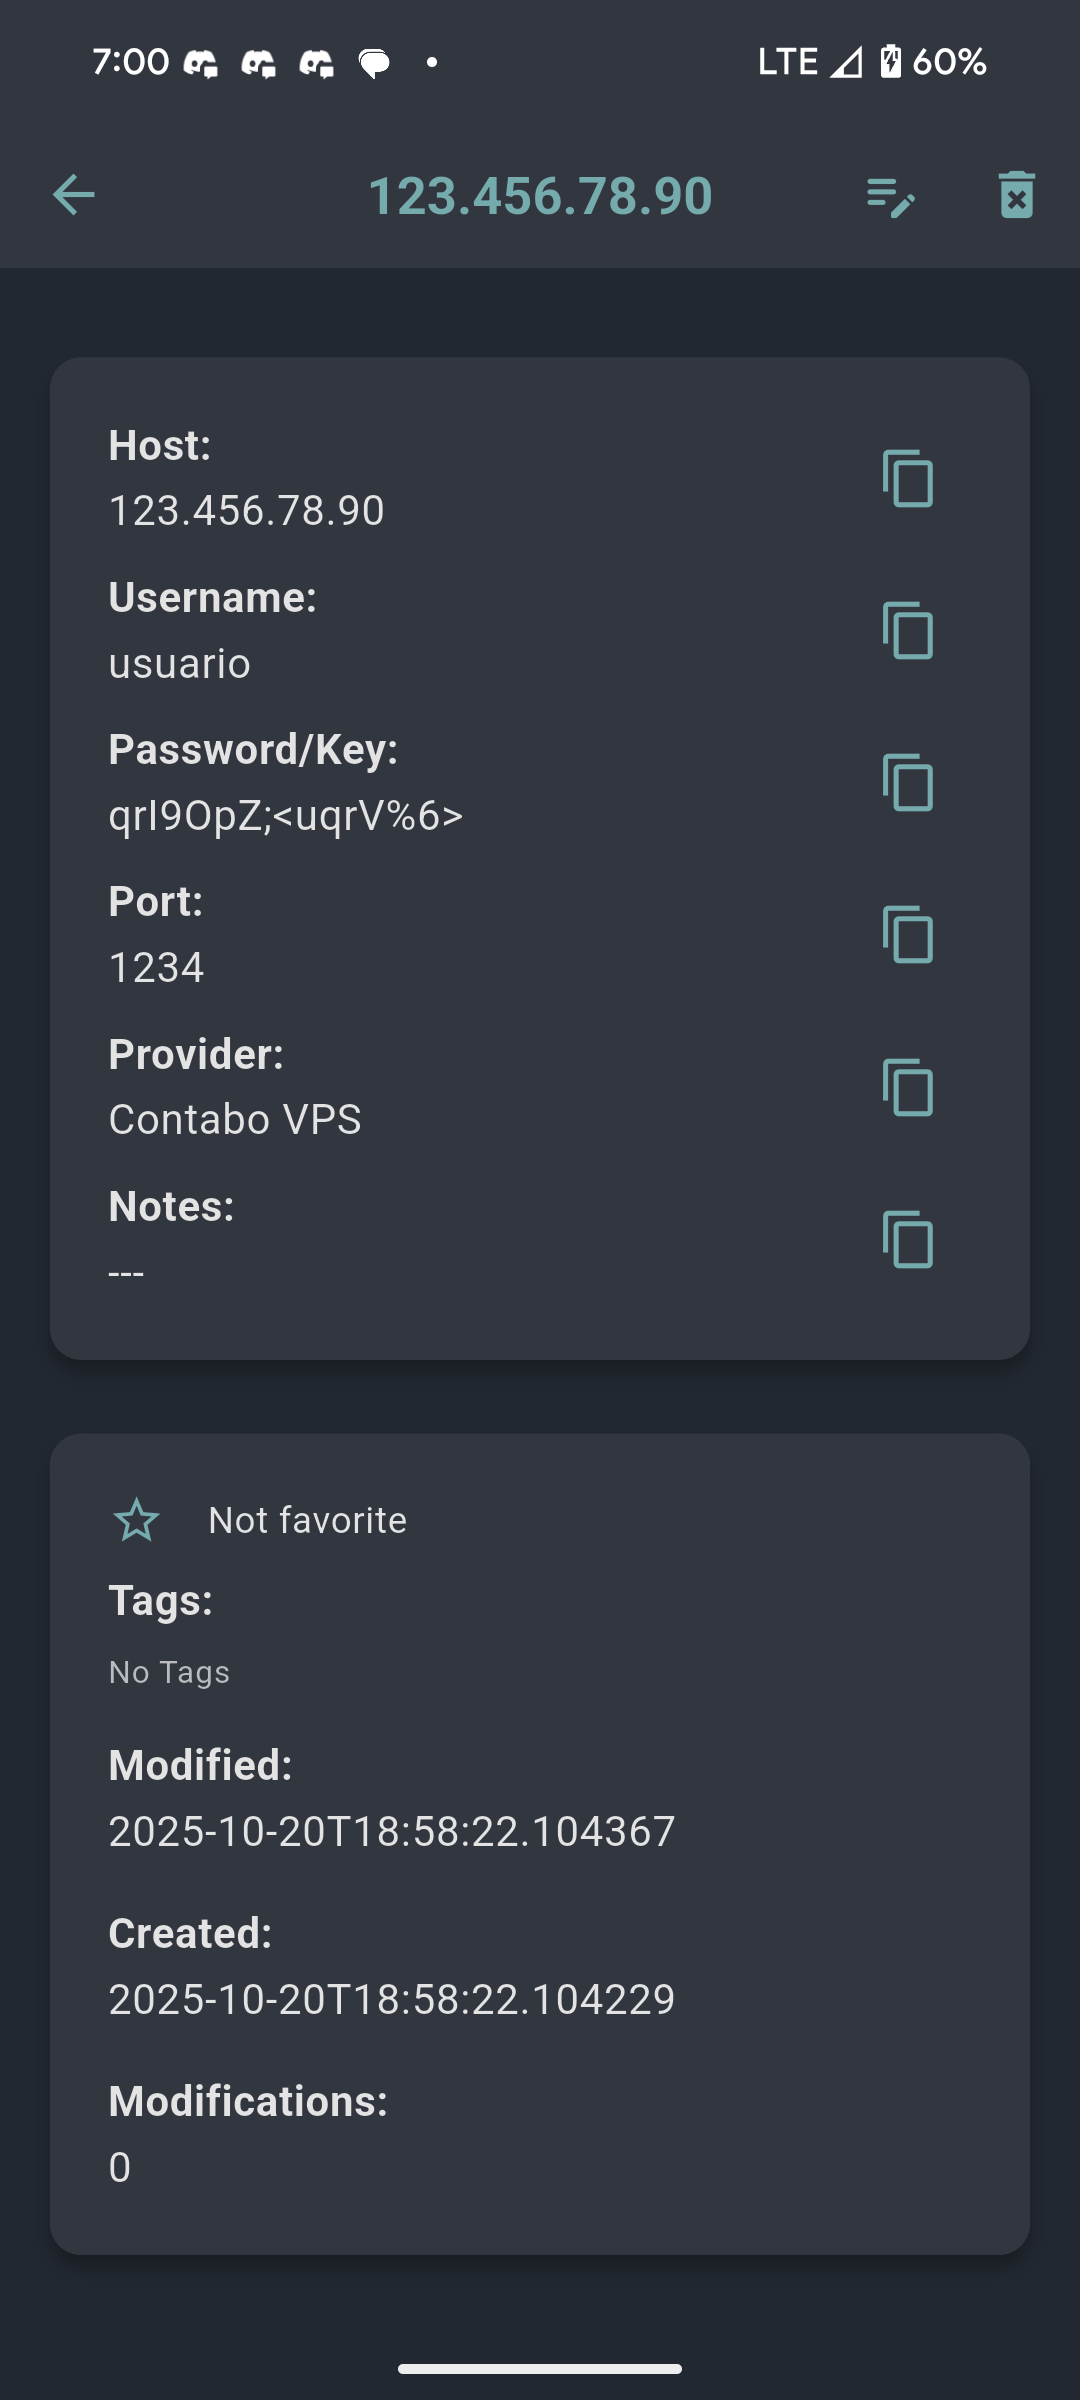 7:00 LTE 60%
123.456.78.90
Host:
123.456.78.90
Username:
usuario
Password/Key:
qrI9OpZ;<uqrV%6>
Port:
1234
Provider:
Contabo VPS
Notes:
---
Not favorite
Tags:
No Tags
Modified:
2025-10-20T18:58:22.104367
Created:
2025-10-20T18:58:22.104229
Modifications:
0